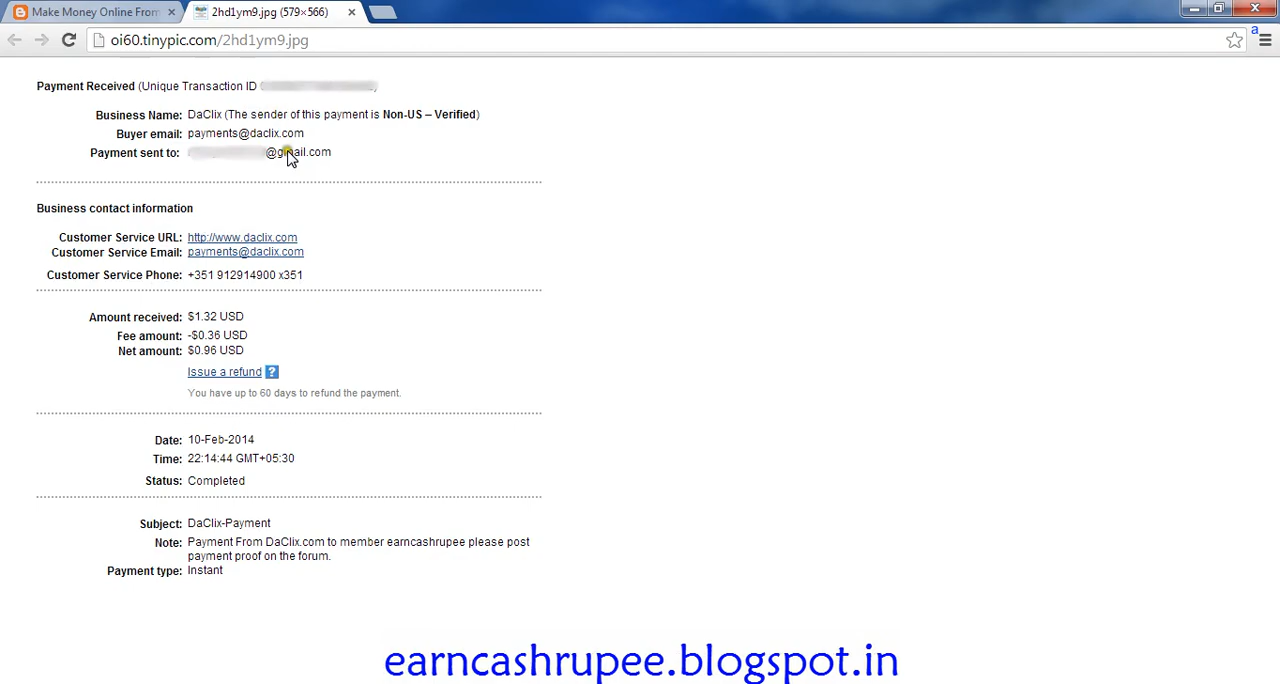 Make Money Online From
2hd1ym9.jpg (579×566)
oi60.tinypic.com/2hd1ym9.jpg
a
Payment Received (Unique Transaction ID )
Business Name: DaClix (The sender of this payment is Non-US – Verified)
Buyer email: payments@daclix.com
Payment sent to: @gmail.com
Business contact information
Customer Service URL: http://www.daclix.com
Customer Service Email: payments@daclix.com
Customer Service Phone: +351 912914900 x351
Amount received: $1.32 USD
Fee amount: -$0.36 USD
Net amount: $0.96 USD
Issue a refund ?
You have up to 60 days to refund the payment.
Date: 10-Feb-2014
Time: 22:14:44 GMT+05:30
Status: Completed
Subject: DaClix-Payment
Note: Payment From DaClix.com to member earncashrupee please post
payment proof on the forum.
Payment type: Instant
earncashrupee.blogspot.in